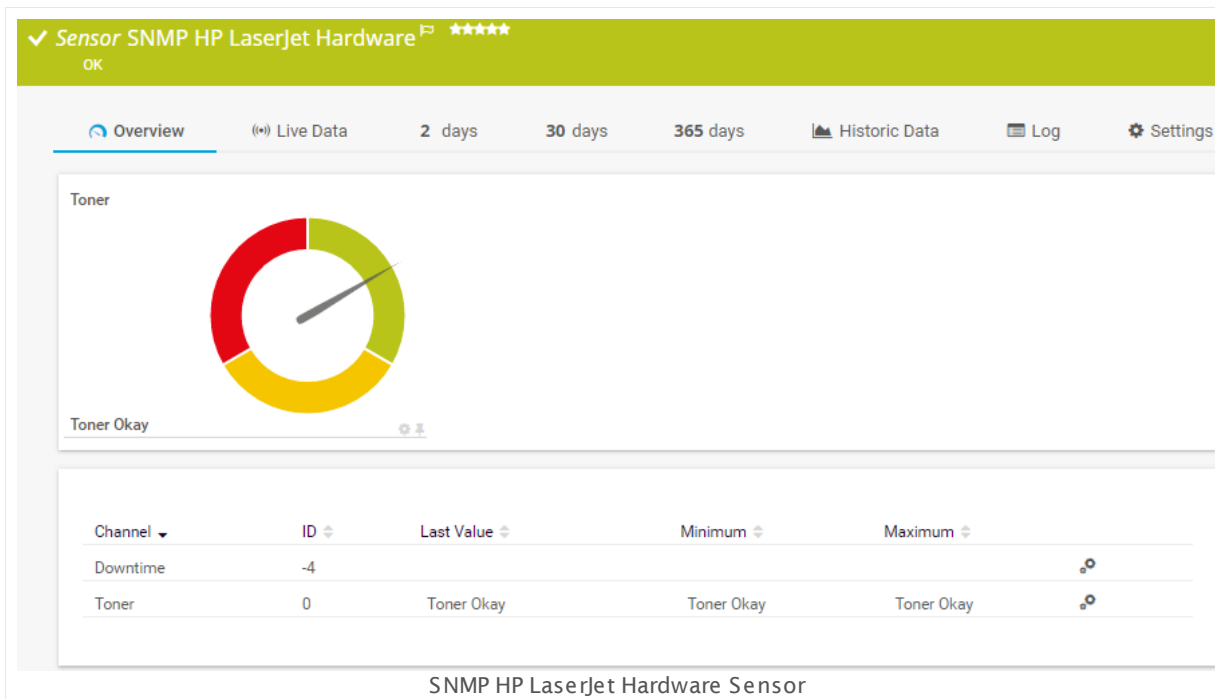 Sensor SNMP HP LaserJet Hardware
OK
Overview Live Data 2 days 30 days 365 days Historic Data Log Settings
Toner
Toner Okay
Channel ID Last Value Minimum Maximum
Downtime -4
Toner 0 Toner Okay Toner Okay Toner Okay
SNMP HP LaserJet Hardware Sensor